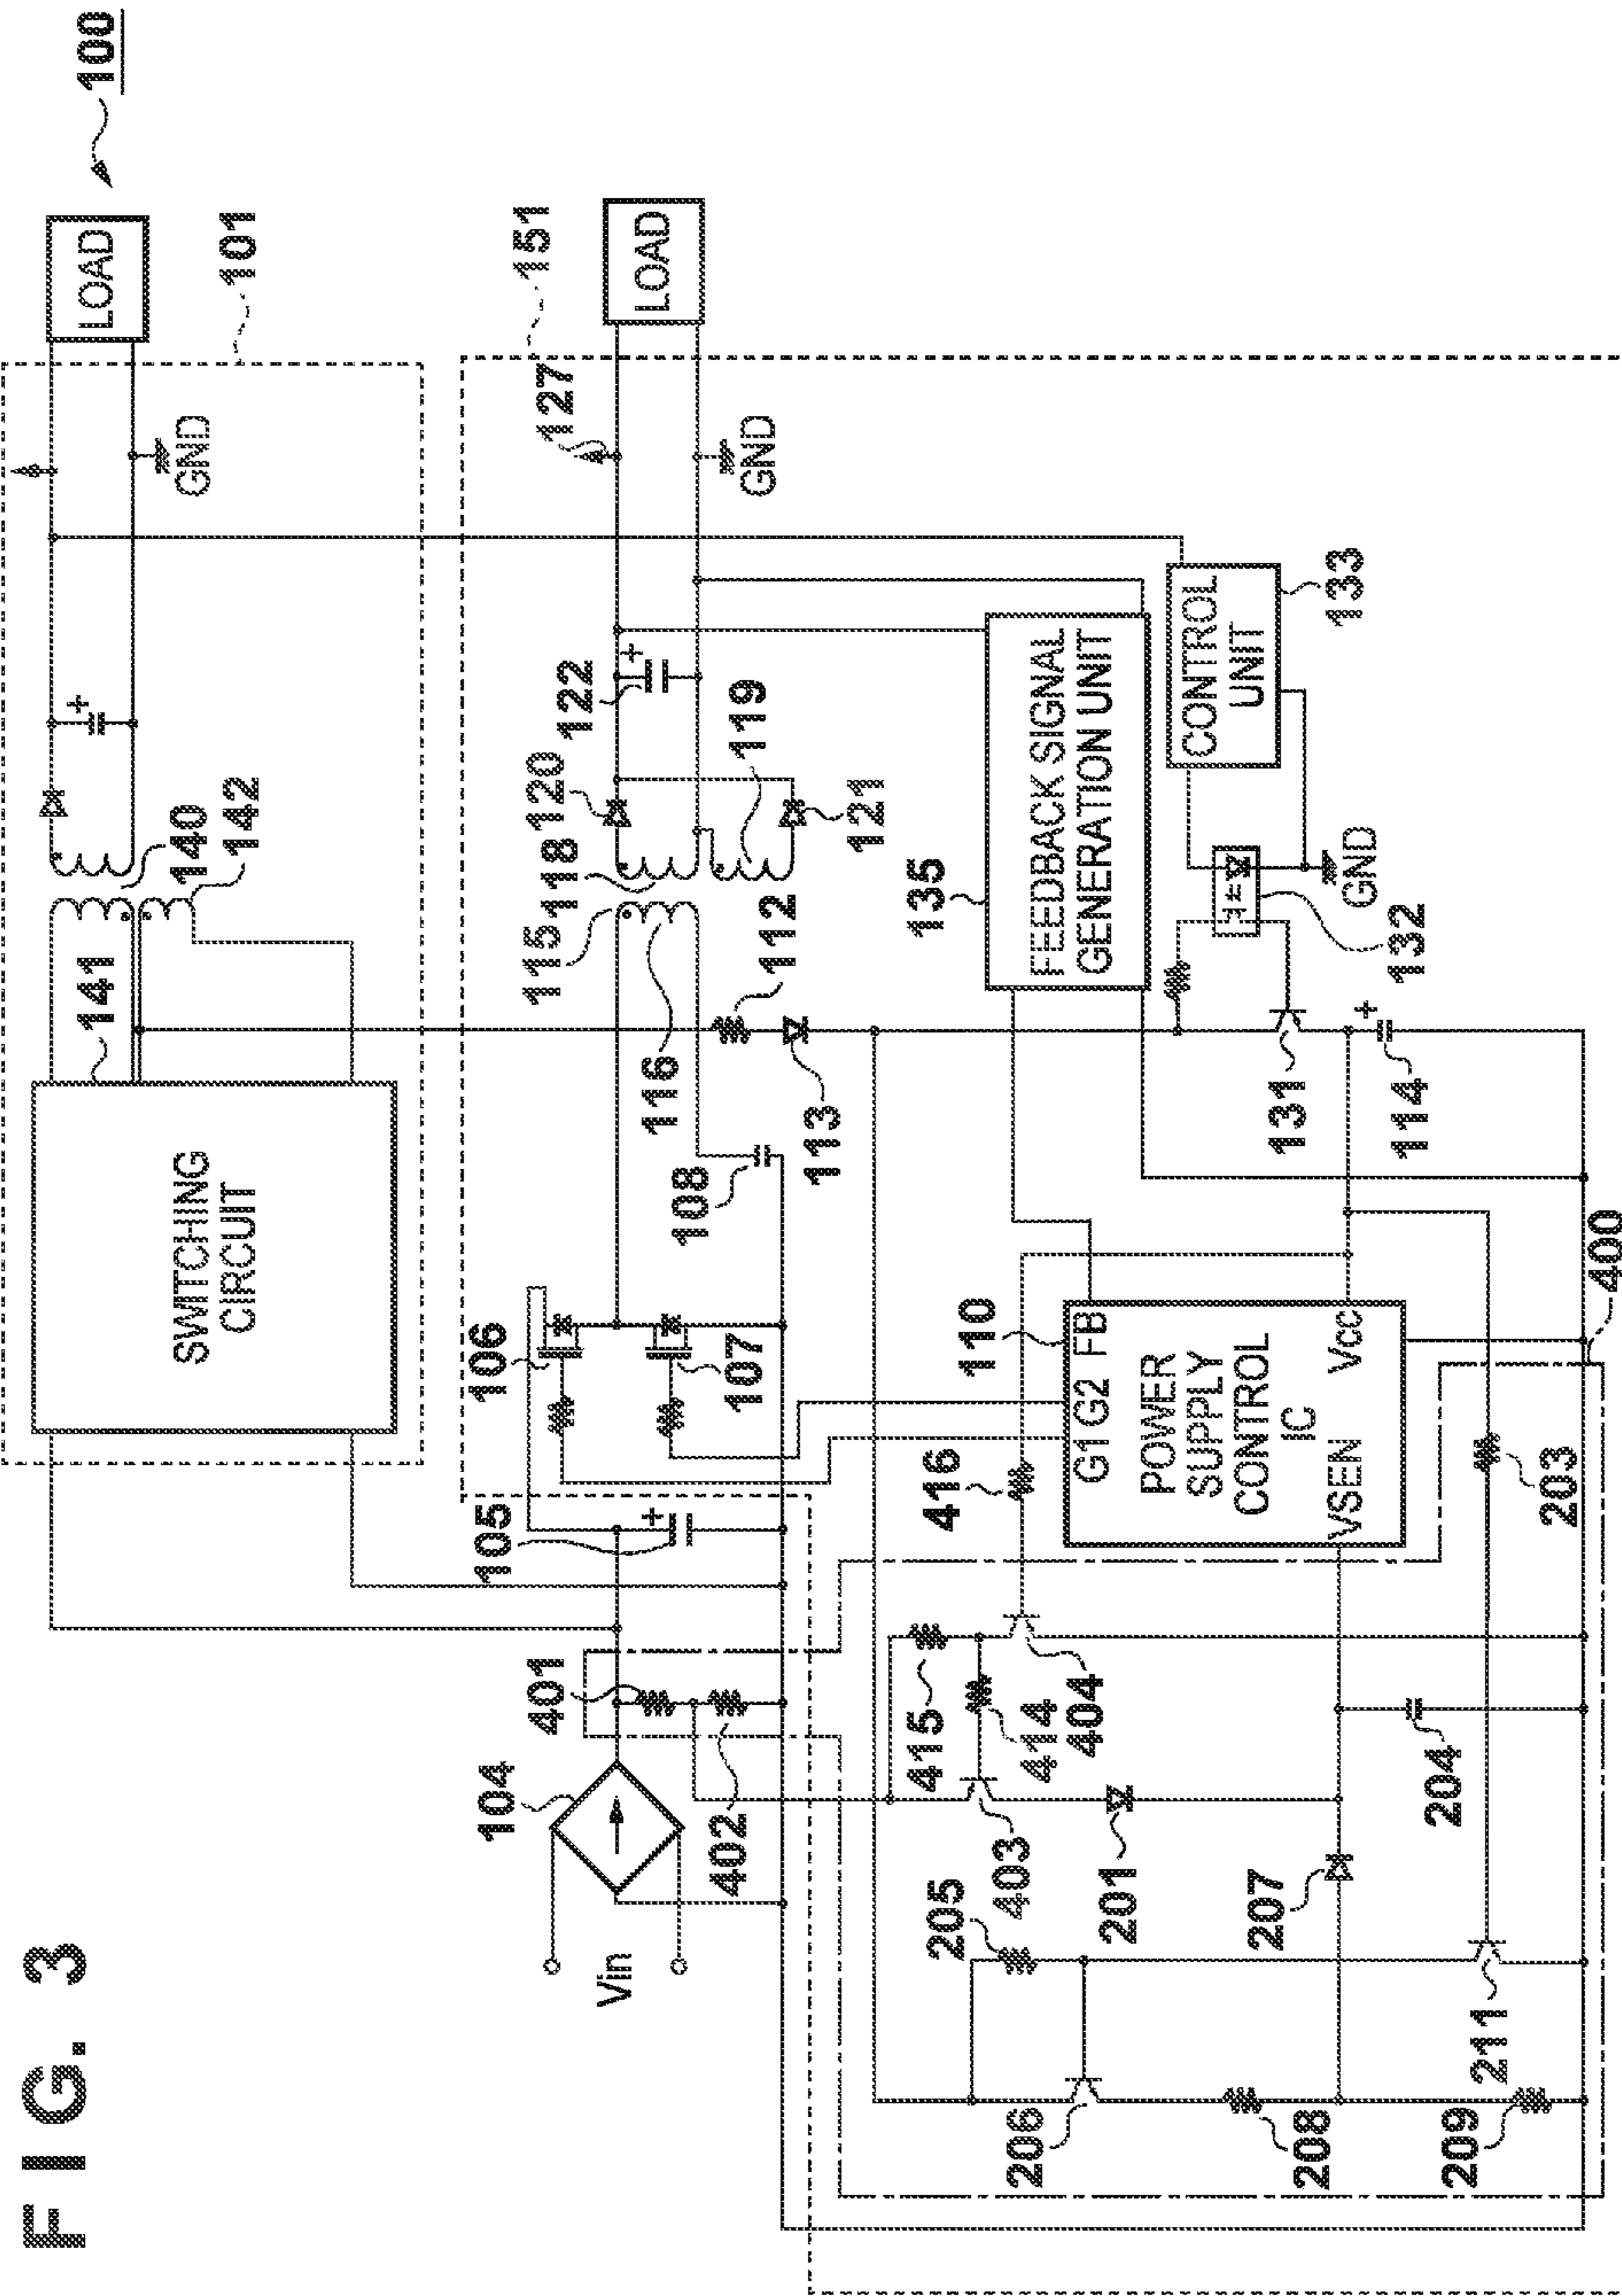 FIG. 3
100
LOAD
101
GND
140
142
141
SWITCHING
CIRCUIT
151
LOAD
127
GND
122
119
120
118
121
115
116
112
113
108
106
107
105
104
Vin
401
402
135
FEEDBACK SIGNAL
GENERATION UNIT
CONTROL
UNIT
133
GND
132
131
114
110
G1
G2
FB
POWER
SUPPLY
CONTROL
IC
VSEN
Vcc
400
416
203
415
414
404
403
201
204
205
207
206
208
211
209